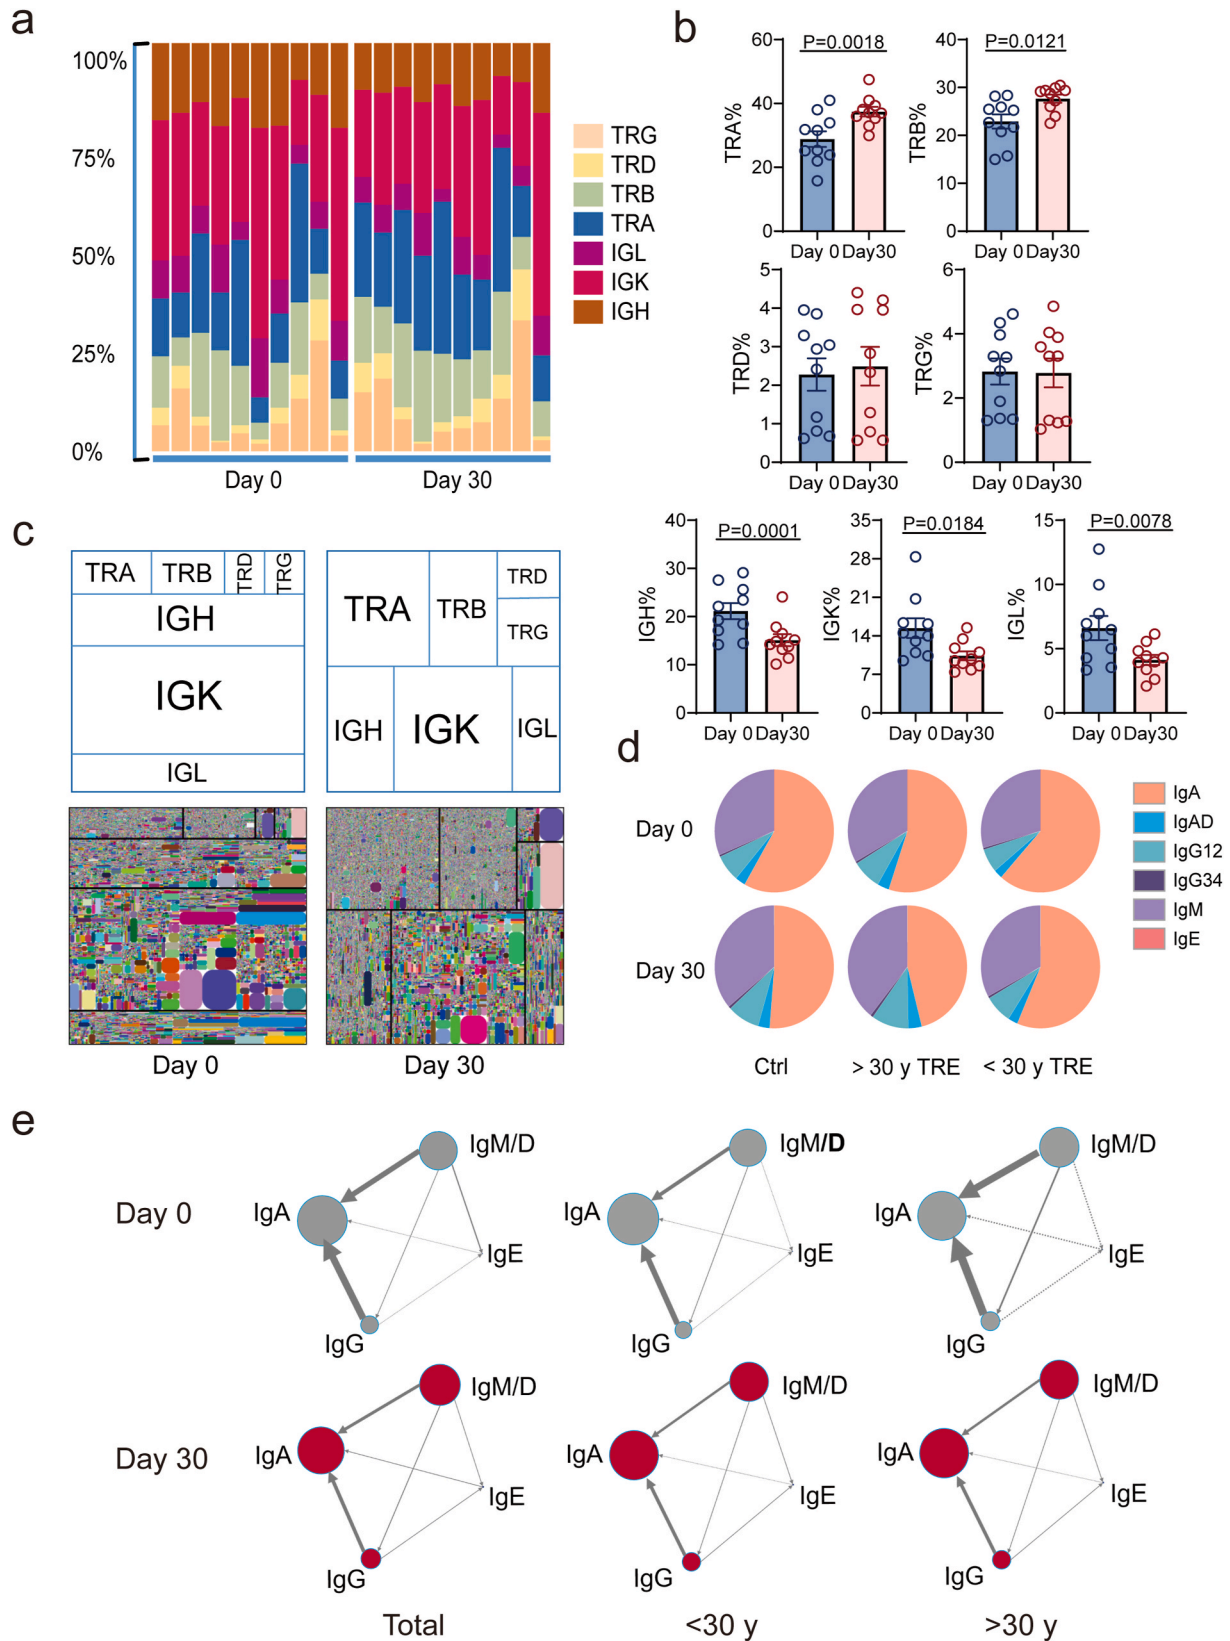 a
100%
75%
50%
25%
0%
Day 0
Day 30
TRG
TRD
TRB
TRA
IGL
IGK
IGH
b
TRA%
60
40
20
0
P=0.0018
Day 0 Day30
TRB%
40
30
20
10
0
P=0.0121
Day 0 Day30
TRD%
5
4
3
2
1
0
Day 0 Day30
TRG%
6
4
2
0
Day 0 Day30
IGH%
40
30
20
10
0
P=0.0001
Day 0 Day30
IGK%
35
28
21
14
7
0
P=0.0184
Day 0 Day30
IGL%
15
10
5
0
P=0.0078
Day 0 Day30
c
TRA TRB TRD TRG
IGH
IGK
IGL
TRA TRB TRD
TRG
IGH IGK IGL
Day 0
Day 30
d
Day 0
Day 30
Ctrl
> 30 y TRE
< 30 y TRE
IgA
IgAD
IgG12
IgG34
IgM
IgE
e
Day 0
IgM/D
IgA
IgE
IgG
IgM/D
IgA
IgE
IgG
IgM/D
IgA
IgE
IgG
Day 30
IgM/D
IgA
IgE
IgG
IgM/D
IgA
IgE
IgG
IgM/D
IgA
IgE
IgG
Total
<30 y
>30 y